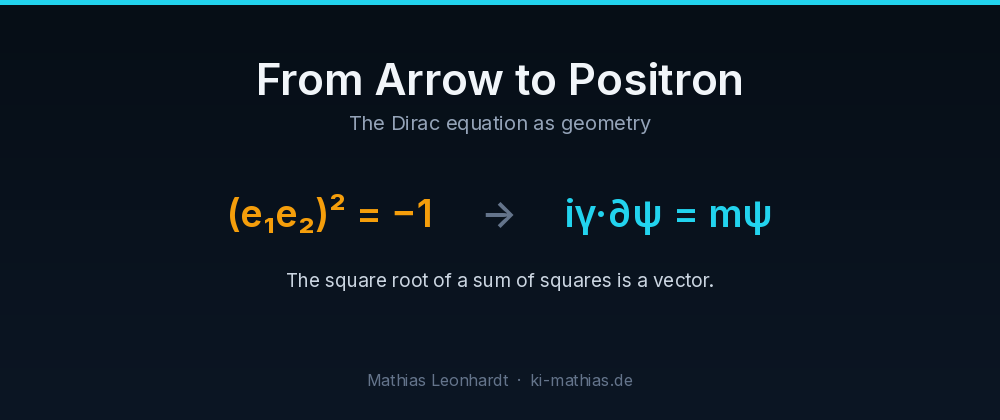 From Arrow to Positron
The Dirac equation as geometry
(e₁e₂)² = −1 → iγ·∂ψ = mψ
The square root of a sum of squares is a vector.
Mathias Leonhardt · ki-mathias.de